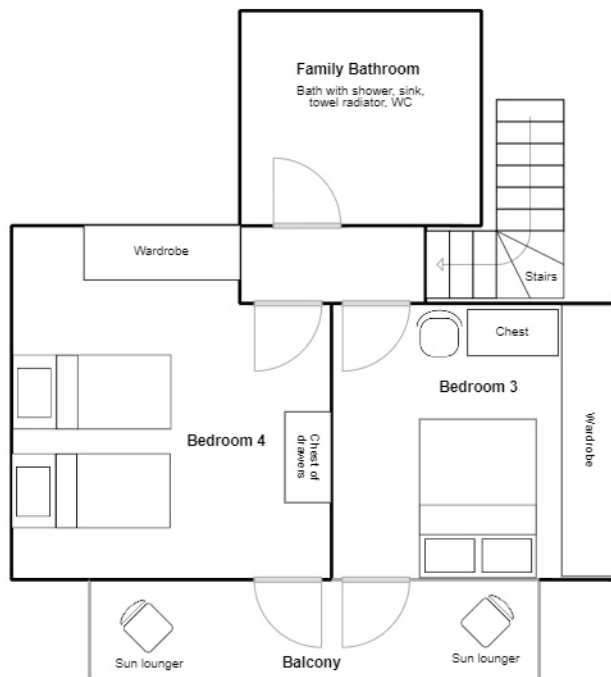 Family Bathroom
Bath with shower, sink,
towel radiator, WC
Wardrobe
Stairs
Chest
Bedroom 3
Wardrobe
Bedroom 4
Chest of
drawers
Sun lounger
Balcony
Sun lounger